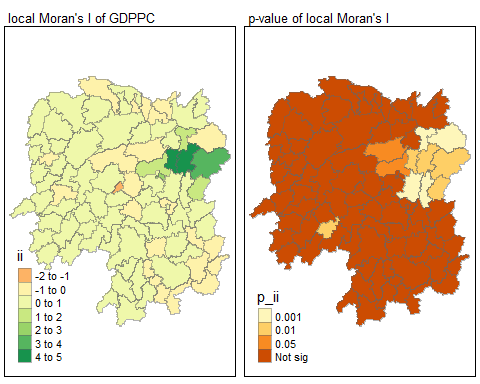 local Moran's I of GDPPC
ii
-2 to -1
-1 to 0
0 to 1
1 to 2
2 to 3
3 to 4
4 to 5
p-value of local Moran's I
p_ii
0.001
0.01
0.05
Not sig